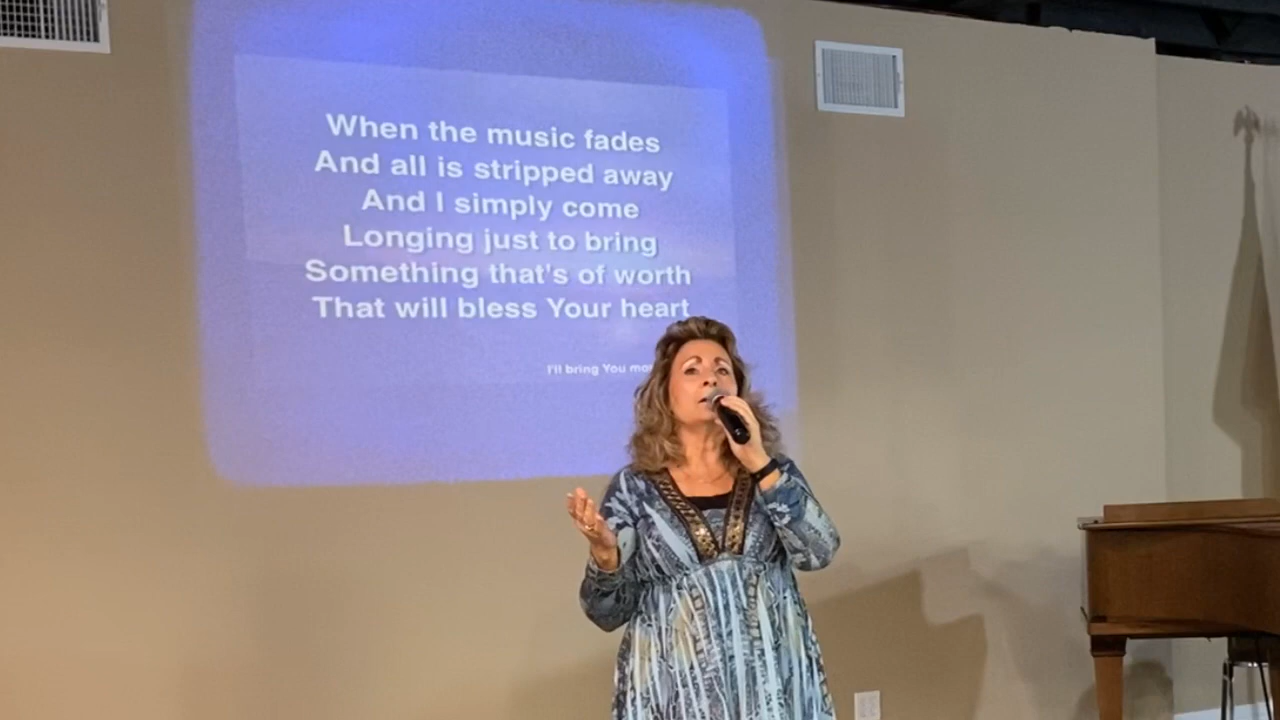 When the music fades
And all is stripped away
And I simply come
Longing just to bring
Something that's of worth
That will bless Your heart
I'll bring You